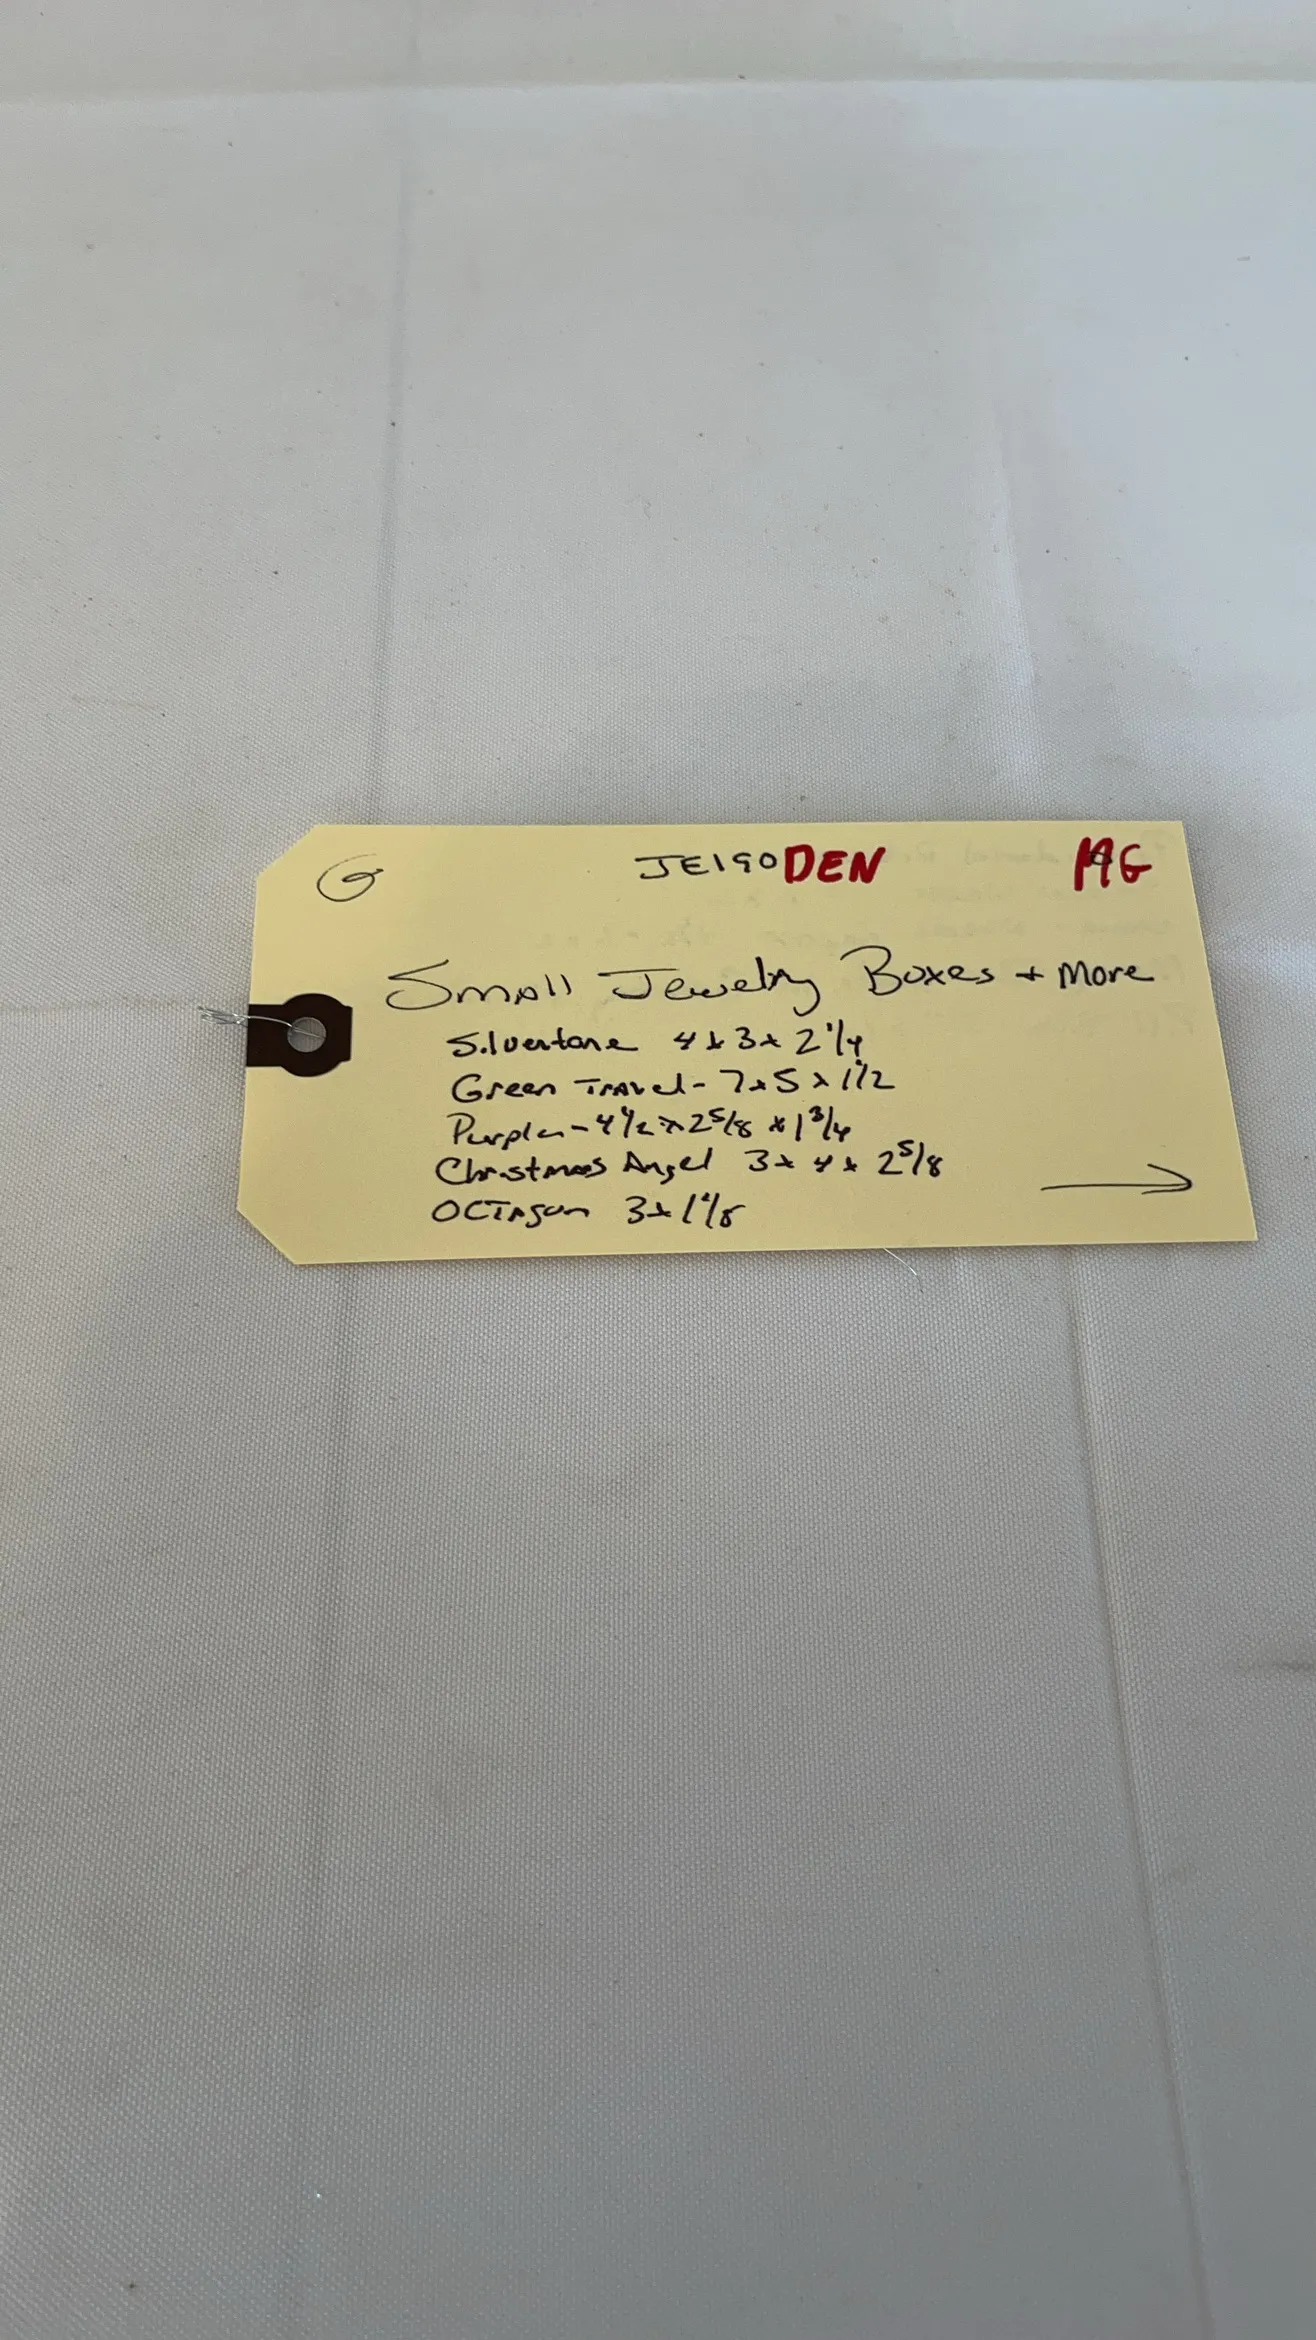 G JE190DEN MG
Small Jewelry Boxes + More
Silvertone 4 x 3 x 2 1/4
Green Travel - 7 x 5 x 1 1/2
Purple - 4 1/2 x 2 5/8 x 1 3/4
Christmas Angel 3 x 4 x 2 5/8
Octagon 3 x 1 1/8